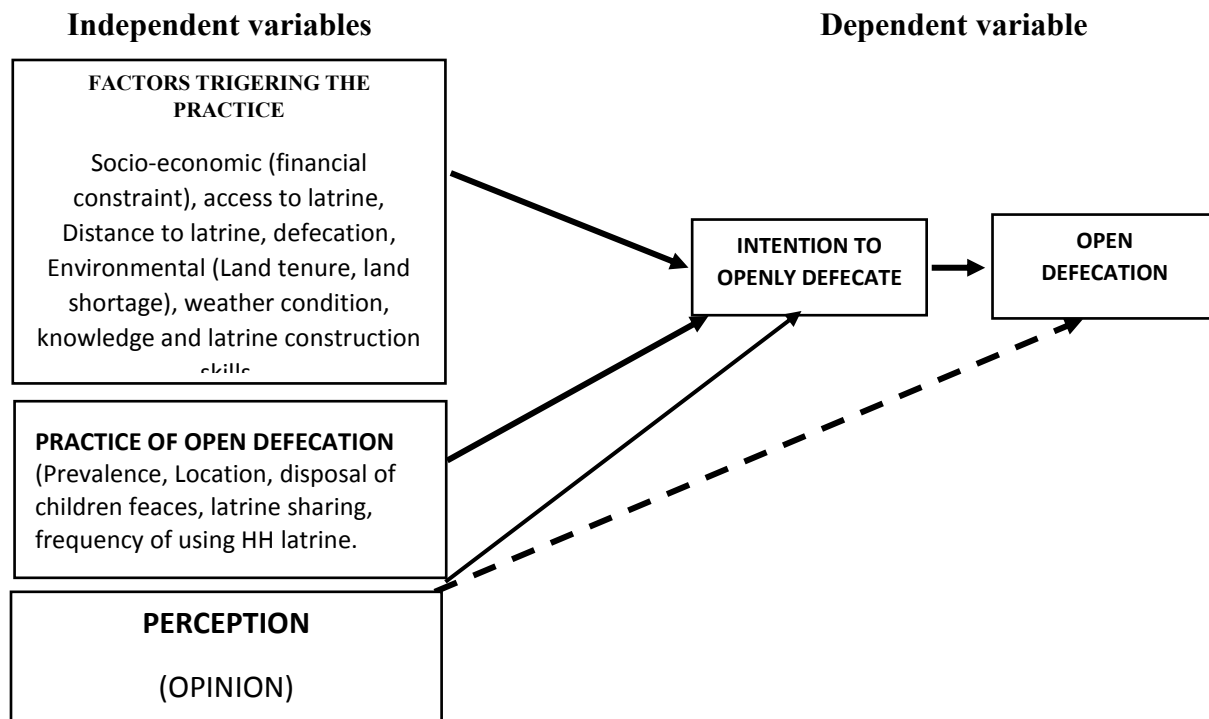 Independent variables
Dependent variable
FACTORS TRIGERING THE
PRACTICE
Socio-economic (financial
constraint), access to latrine,
Distance to latrine, defecation,
Environmental (Land tenure, land
shortage), weather condition,
knowledge and latrine construction
skills
INTENTION TO
OPENLY DEFECATE
OPEN
DEFECATION
PRACTICE OF OPEN DEFECATION
(Prevalence, Location, disposal of
children feaces, latrine sharing,
frequency of using HH latrine.
PERCEPTION
(OPINION)